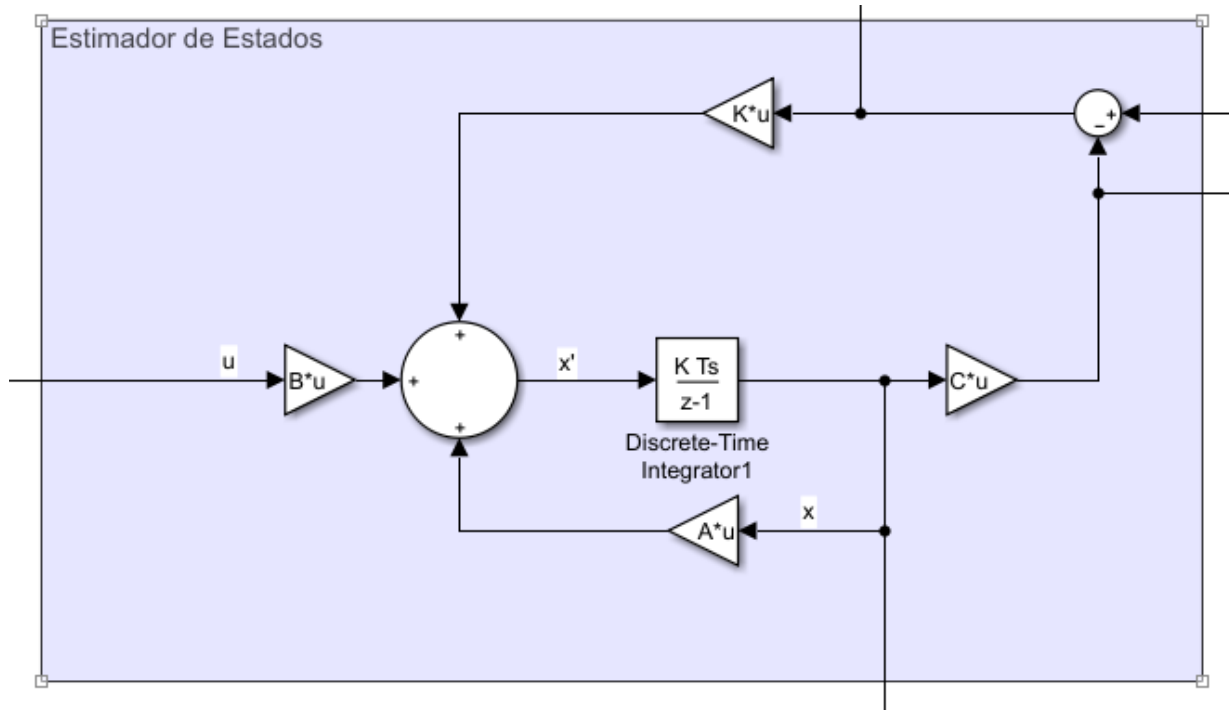 Estimador de Estados
K*u
+
−
+
+
+
u
B*u
x'
K Ts
z-1
C*u
Discrete-Time
Integrator1
A*u
x